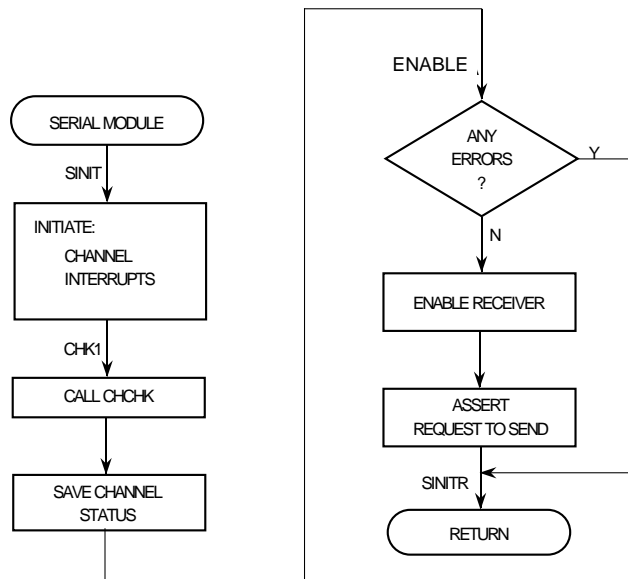 SERIAL MODULE
SINIT
INITIATE:
CHANNEL
INTERRUPTS
CHK1
CALL CHCHK
SAVE CHANNEL
STATUS
ENABLE
ANY
ERRORS
?
Y
N
ENABLE RECEIVER
ASSERT
REQUEST TO SEND
SINITR
RETURN